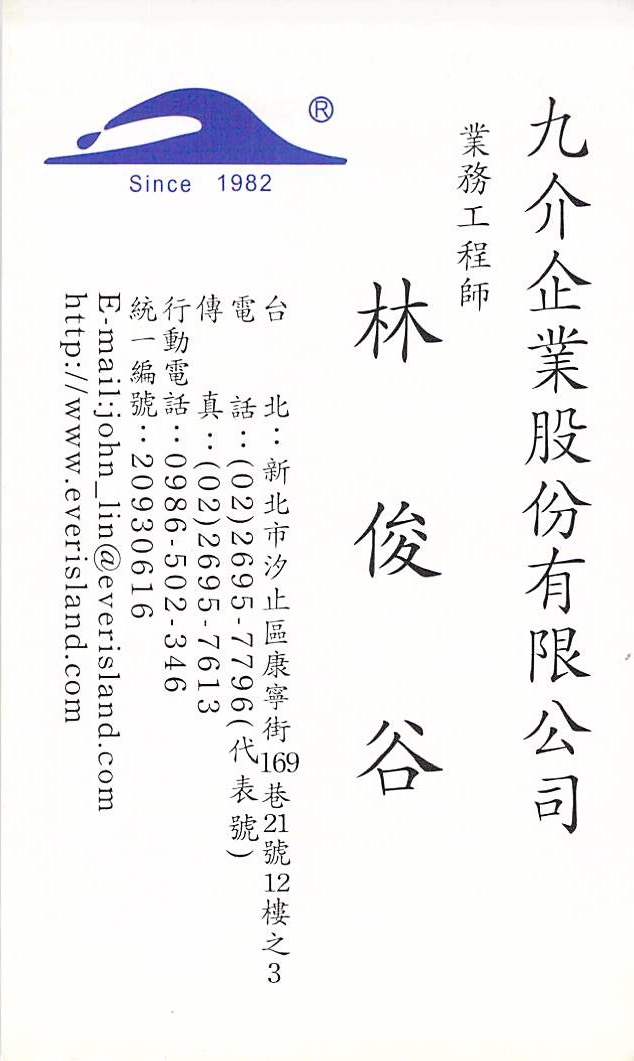 九介企業股份有限公司
業務工程師
林俊谷
®
Since 1982
台北：新北市汐止區康寧街169巷21號12樓之3
電話：(02)2695-7796(代表號)
傳真：(02)2695-7613
行動電話：0986-502-346
統一編號：20930616
E-mail:john_lin@everisland.com
http://www.everisland.com